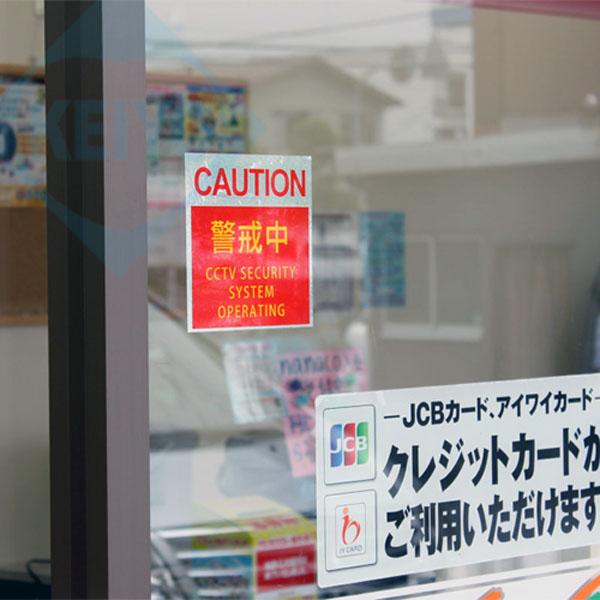 CAUTION
警戒中
CCTV SECURITY
SYSTEM
OPERATING
nanaco
JCBカード、アイワイカード
JCB
クレジットカードが
ご利用いただけます
IY CARD